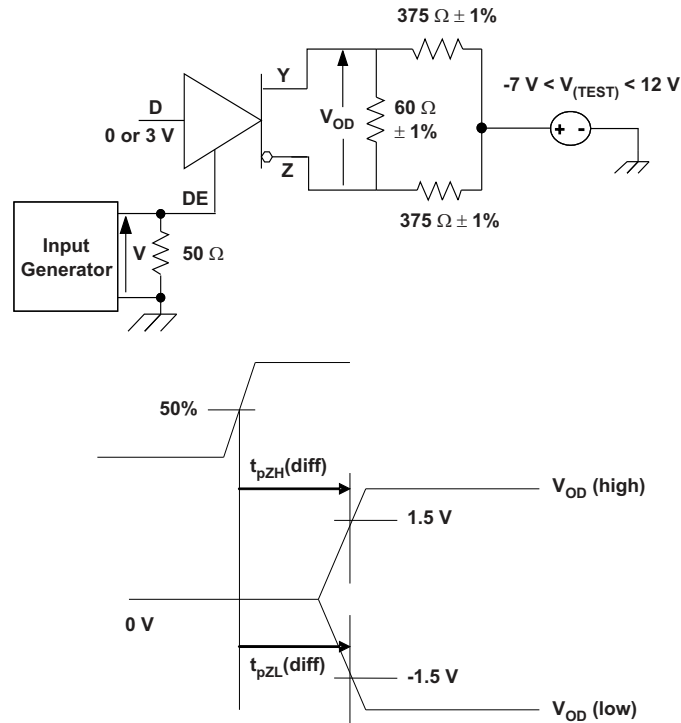 375 Ω ± 1%
Y
-7 V < V(TEST) < 12 V
D
0 or 3 V
VOD
60 Ω
± 1%
+ -
Z
DE
375 Ω ± 1%
Input
Generator
V
50 Ω
50%
tpZH(diff)
VOD (high)
1.5 V
0 V
tpZL(diff)
-1.5 V
VOD (low)